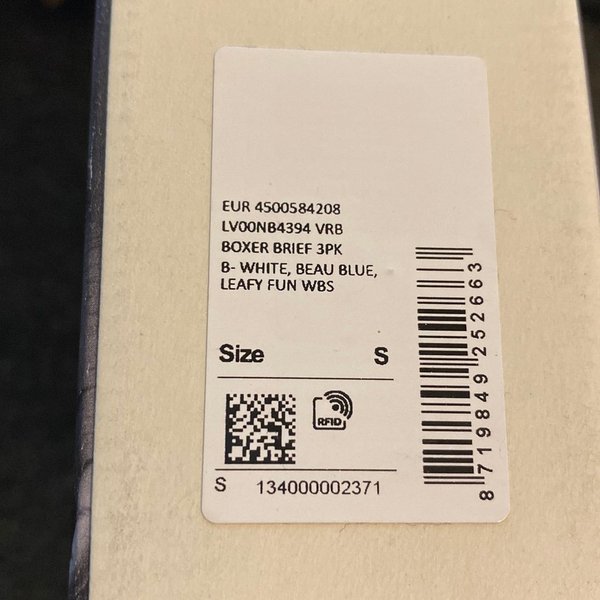 EUR 4500584208
LV00NB4394 VRB
BOXER BRIEF 3PK
B- WHITE, BEAU BLUE,
LEAFY FUN WBS
Size S
RFID
S 134000002371
8 719849 252663